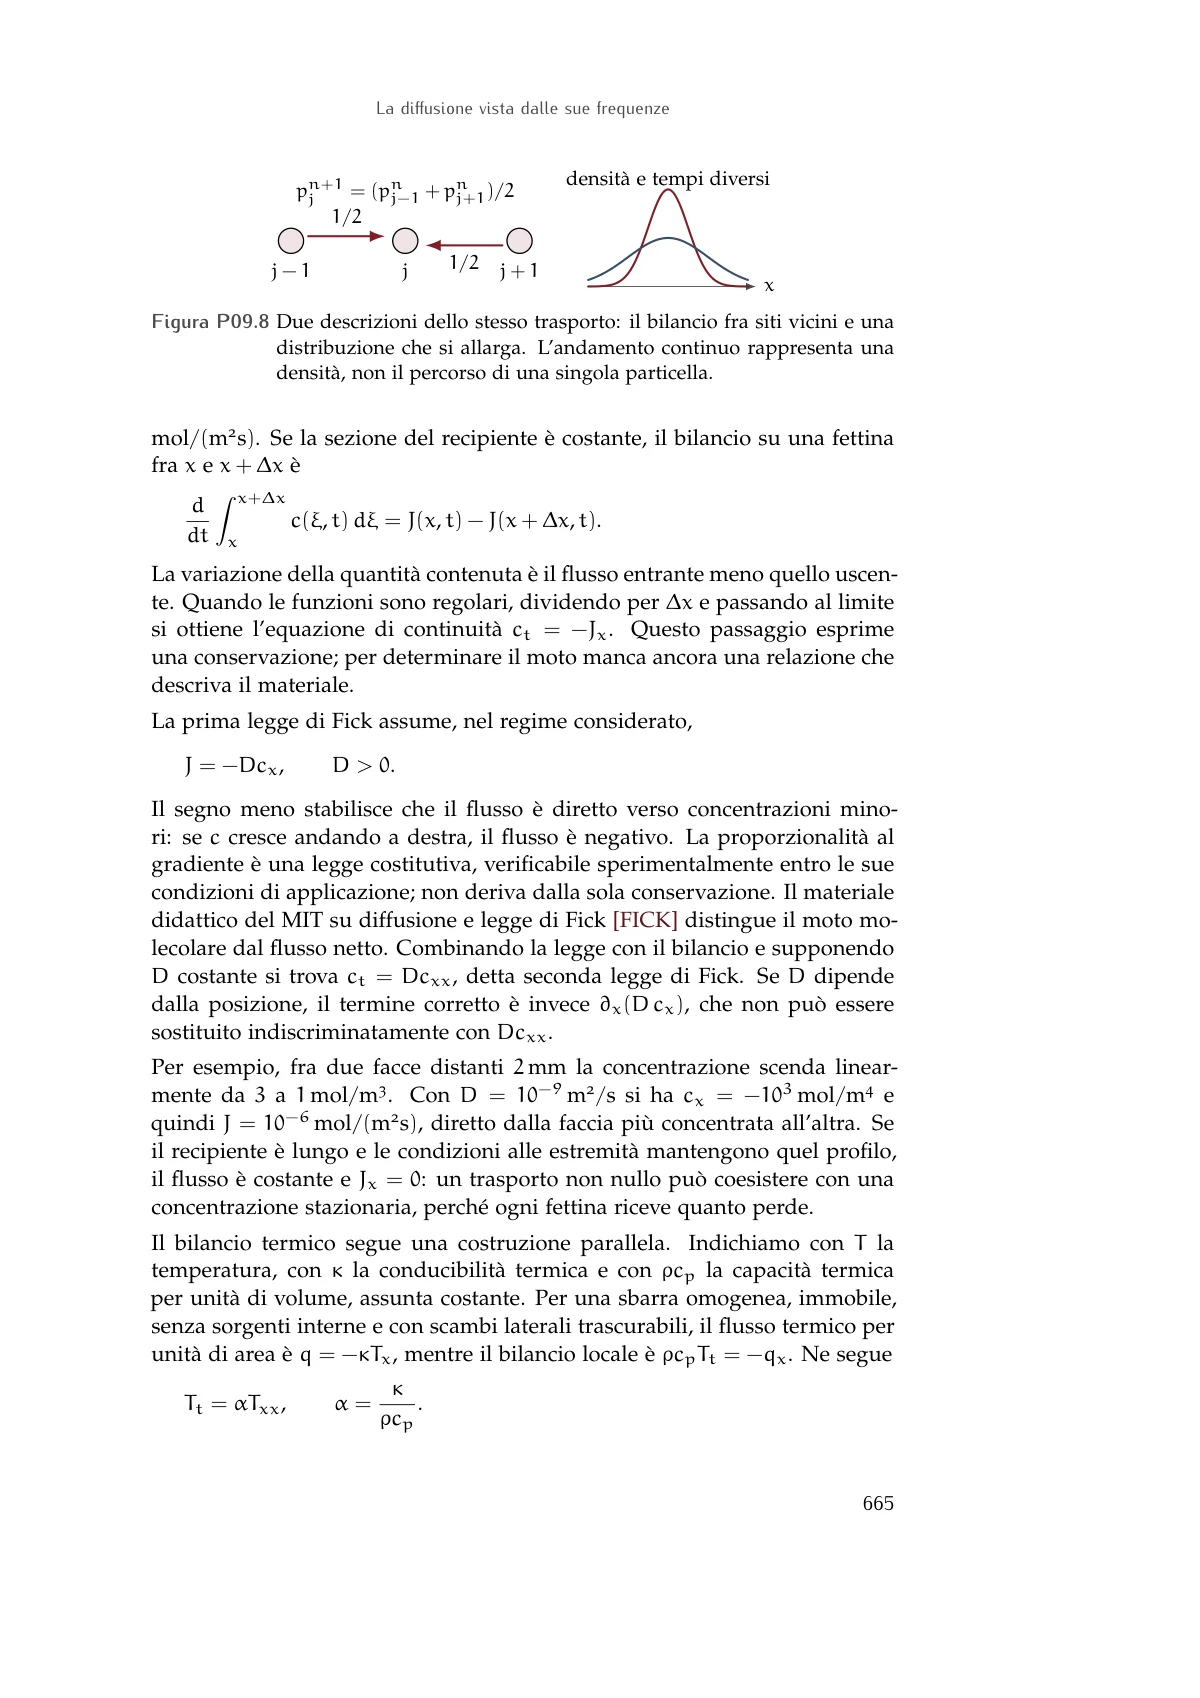 La diffusione vista dalle sue frequenze
densità e tempi diversi
p_j^{n+1} = (p_{j−1}^n + p_{j+1}^n)/2
1/2
1/2
j − 1
j
j + 1
x
Figura P09.8 Due descrizioni dello stesso trasporto: il bilancio fra siti vicini e una
distribuzione che si allarga. L’andamento continuo rappresenta una
densità, non il percorso di una singola particella.
mol/(m²s). Se la sezione del recipiente è costante, il bilancio su una fettina
fra x e x + Δx è
d/dt ∫_x^{x+Δx} c(ξ, t) dξ = J(x, t) − J(x + Δx, t).
La variazione della quantità contenuta è il flusso entrante meno quello uscen-
te. Quando le funzioni sono regolari, dividendo per Δx e passando al limite
si ottiene l’equazione di continuità c_t = −J_x. Questo passaggio esprime
una conservazione; per determinare il moto manca ancora una relazione che
descriva il materiale.
La prima legge di Fick assume, nel regime considerato,
J = −Dc_x, D > 0.
Il segno meno stabilisce che il flusso è diretto verso concentrazioni mino-
ri: se c cresce andando a destra, il flusso è negativo. La proporzionalità al
gradiente è una legge costitutiva, verificabile sperimentalmente entro le sue
condizioni di applicazione; non deriva dalla sola conservazione. Il materiale
didattico del MIT su diffusione e legge di Fick [FICK] distingue il moto mo-
lecolare dal flusso netto. Combinando la legge con il bilancio e supponendo
D costante si trova c_t = Dc_{xx}, detta seconda legge di Fick. Se D dipende
dalla posizione, il termine corretto è invece ∂_x(D c_x), che non può essere
sostituito indiscriminatamente con Dc_{xx}.
Per esempio, fra due facce distanti 2 mm la concentrazione scenda linear-
mente da 3 a 1 mol/m³. Con D = 10⁻⁹ m²/s si ha c_x = −10³ mol/m⁴ e
quindi J = 10⁻⁶ mol/(m²s), diretto dalla faccia più concentrata all’altra. Se
il recipiente è lungo e le condizioni alle estremità mantengono quel profilo,
il flusso è costante e J_x = 0: un trasporto non nullo può coesistere con una
concentrazione stazionaria, perché ogni fettina riceve quanto perde.
Il bilancio termico segue una costruzione parallela. Indichiamo con T la
temperatura, con κ la conducibilità termica e con ρc_p la capacità termica
per unità di volume, assunta costante. Per una sbarra omogenea, immobile,
senza sorgenti interne e con scambi laterali trascurabili, il flusso termico per
unità di area è q = −κT_x, mentre il bilancio locale è ρc_pT_t = −q_x. Ne segue
T_t = αT_{xx}, α = κ/ρc_p.
665